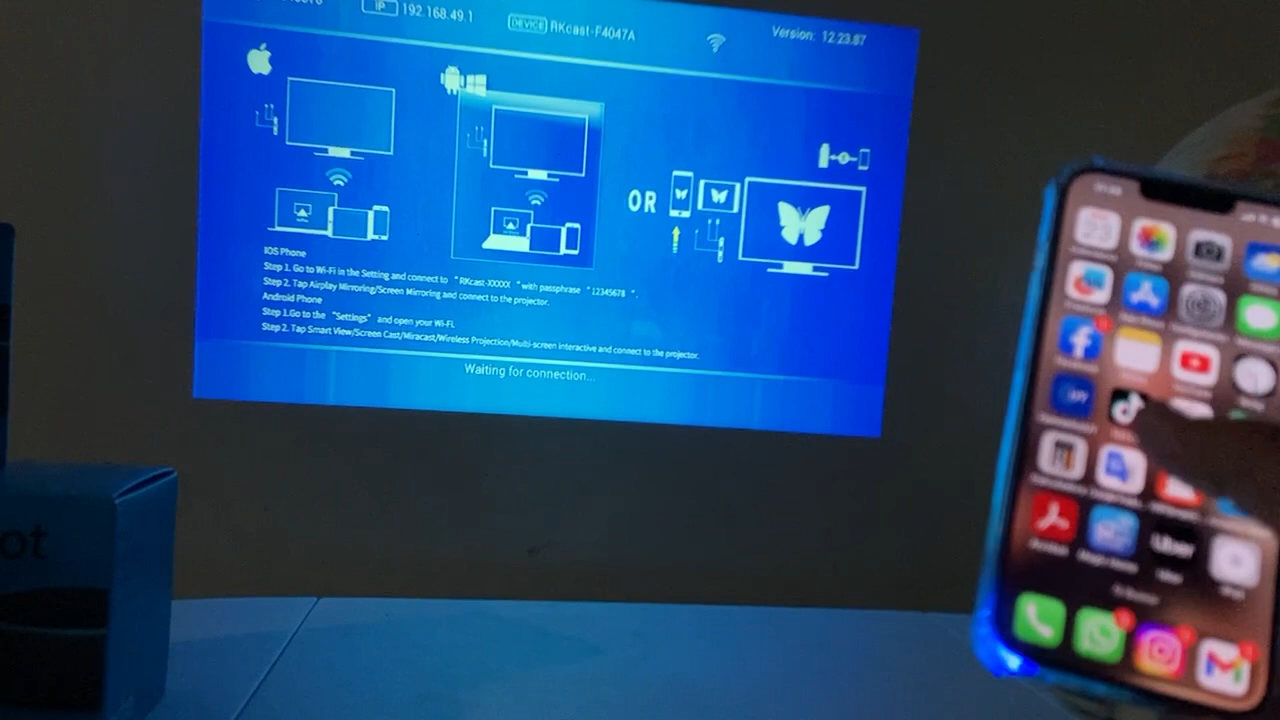 IP 192.168.49.1
DEVICE RKcast-F4047A
Version: 12.23.87
OR
IOS Phone
Step 1. Go to Wi-Fi in the Setting and connect to “RKcast-XXXXX ”with passphrase “12345678 ”.
Step 2. Tap Airplay Mirroring/Screen Mirroring and connect to the projector.
Android Phone
Step 1.Go to the “Settings” and open your Wi-Fi.
Step 2. Tap Smart View/Screen Cast/Miracast/Wireless Projection/Multi-screen interactive and connect to the projector.
Waiting for connection...
ot
23
Uber